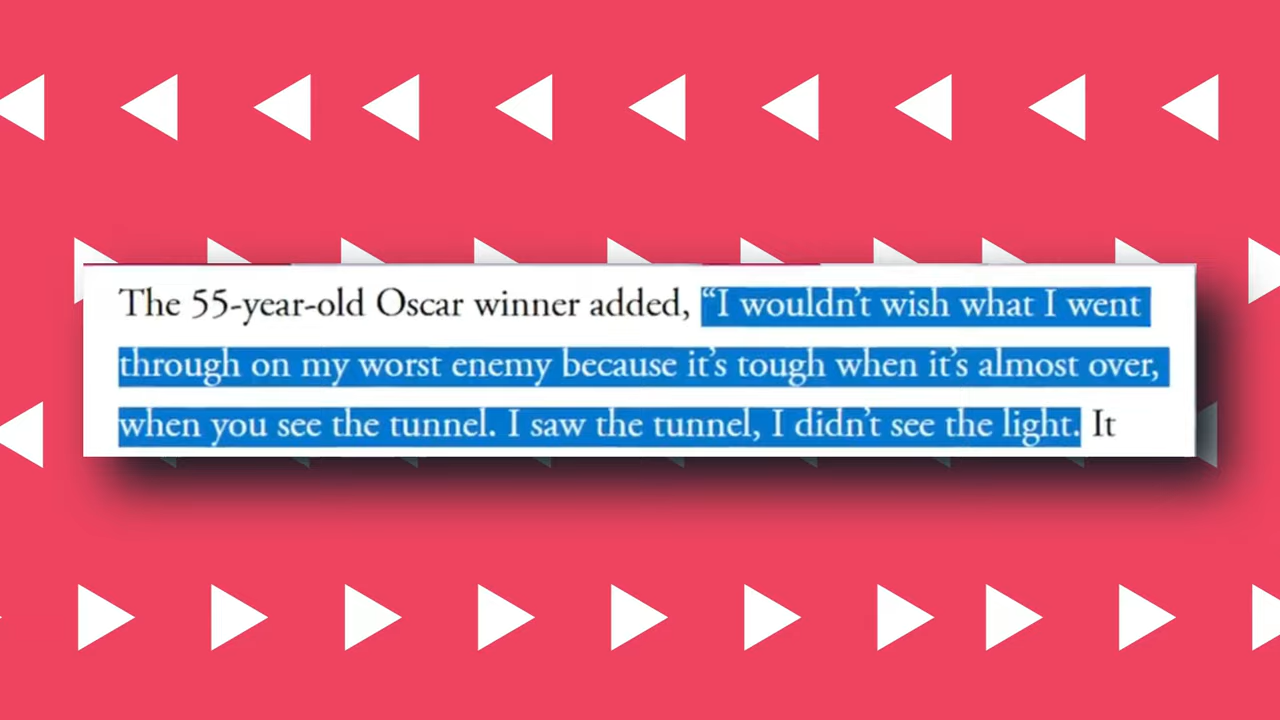 The 55-year-old Oscar winner added, “I wouldn’t wish what I went
through on my worst enemy because it’s tough when it’s almost over,
when you see the tunnel. I saw the tunnel, I didn’t see the light. It